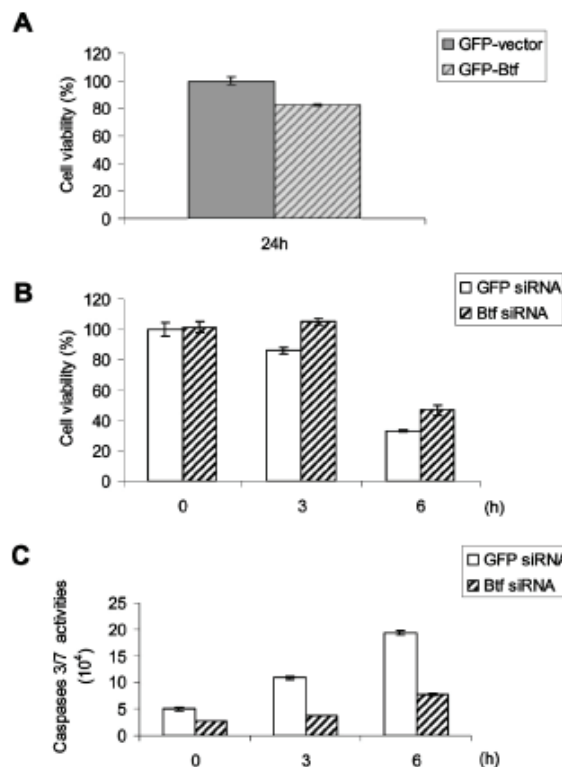 A
GFP-vector
GFP-Btf
Cell viability (%)
120
100
80
60
40
20
0
24h
B
GFP siRNA
Btf siRNA
Cell viability (%)
120
100
80
60
40
20
0
0 3 6 (h)
C
GFP siRNA
Btf siRNA
Caspases 3/7 activities
(10⁴)
25
20
15
10
5
0
0 3 6 (h)